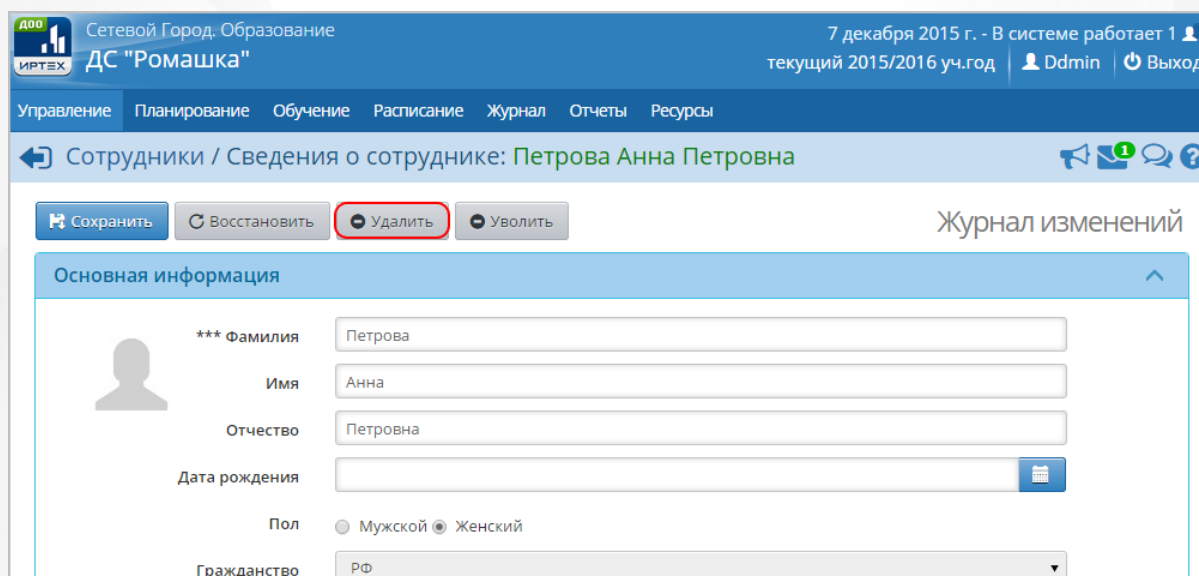 ДОО
ИРТЕХ
Сетевой Город. Образование
ДС "Ромашка"
7 декабря 2015 г. - В системе работает 1
текущий 2015/2016 уч.год Ddmin Выход
Управление Планирование Обучение Расписание Журнал Отчеты Ресурсы
Сотрудники / Сведения о сотруднике: Петрова Анна Петровна
1 ?
Сохранить Восстановить Удалить Уволить Журнал изменений
Основная информация
*** Фамилия Петрова
Имя Анна
Отчество Петровна
Дата рождения
Пол Мужской Женский
Гражданство РФ